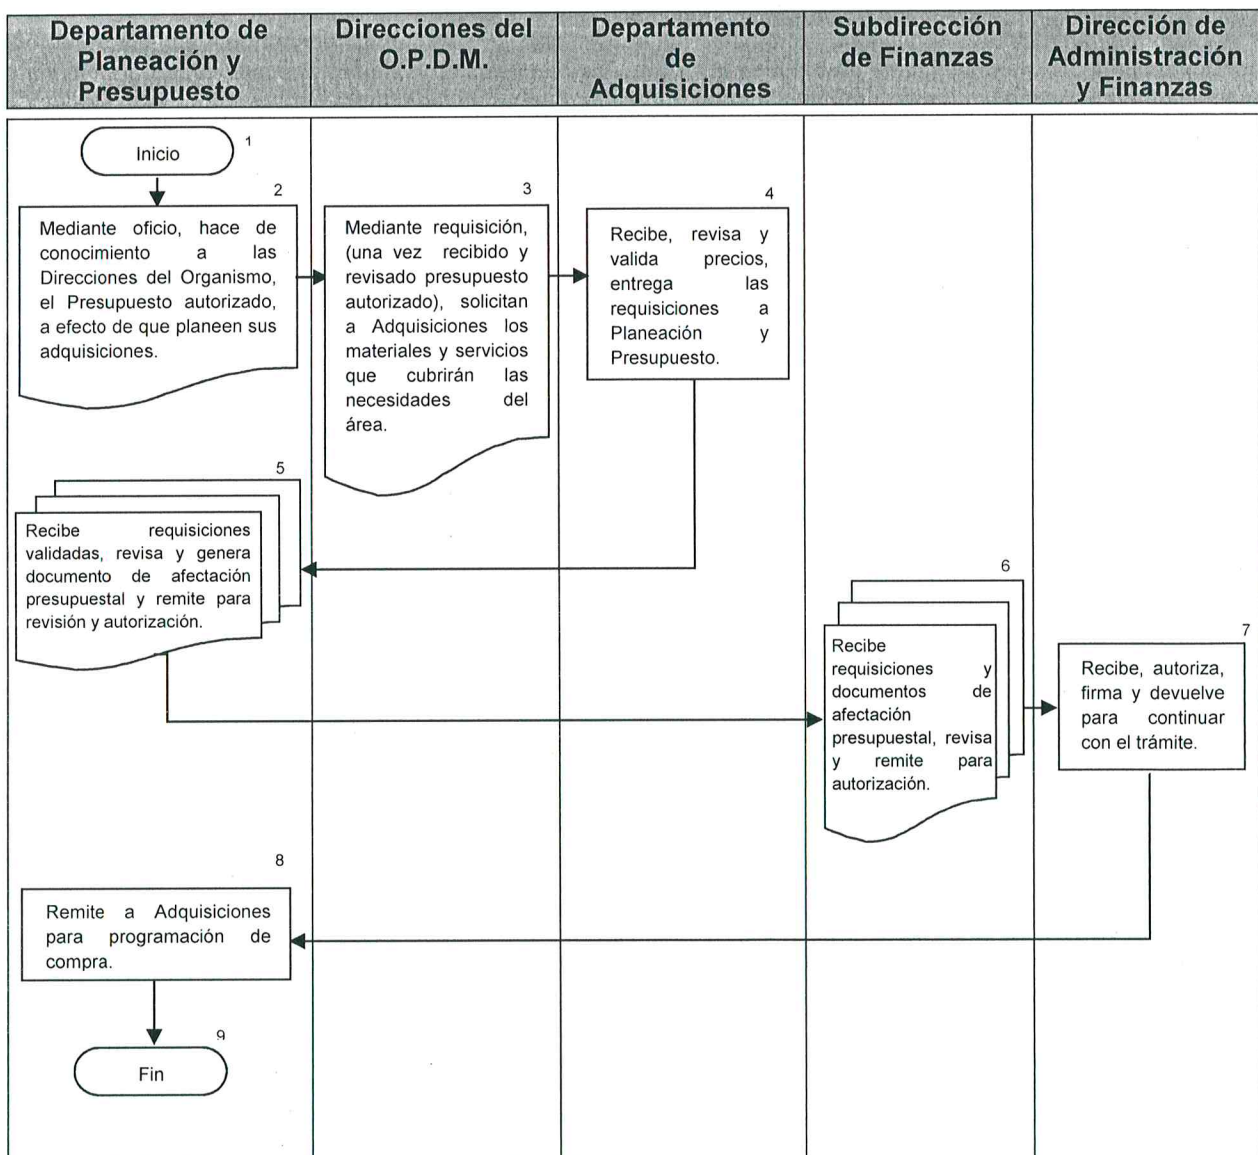 Departamento de
Planeación y
Presupuesto
Direcciones del
O.P.D.M.
Departamento
de
Adquisiciones
Subdirección
de Finanzas
Dirección de
Administración
y Finanzas
Inicio
1
2
Mediante oficio, hace de
conocimiento a las
Direcciones del Organismo,
el Presupuesto autorizado,
a efecto de que planeen sus
adquisiciones.
3
Mediante requisición,
(una vez recibido y
revisado presupuesto
autorizado), solicitan
a Adquisiciones los
materiales y servicios
que cubrirán las
necesidades del
área.
4
Recibe, revisa y
valida precios,
entrega las
requisiciones a
Planeación y
Presupuesto.
5
Recibe requisiciones
validadas, revisa y genera
documento de afectación
presupuestal y remite para
revisión y autorización.
6
Recibe
requisiciones y
documentos de
afectación
presupuestal, revisa
y remite para
autorización.
7
Recibe, autoriza,
firma y devuelve
para continuar
con el trámite.
8
Remite a Adquisiciones
para programación de
compra.
9
Fin